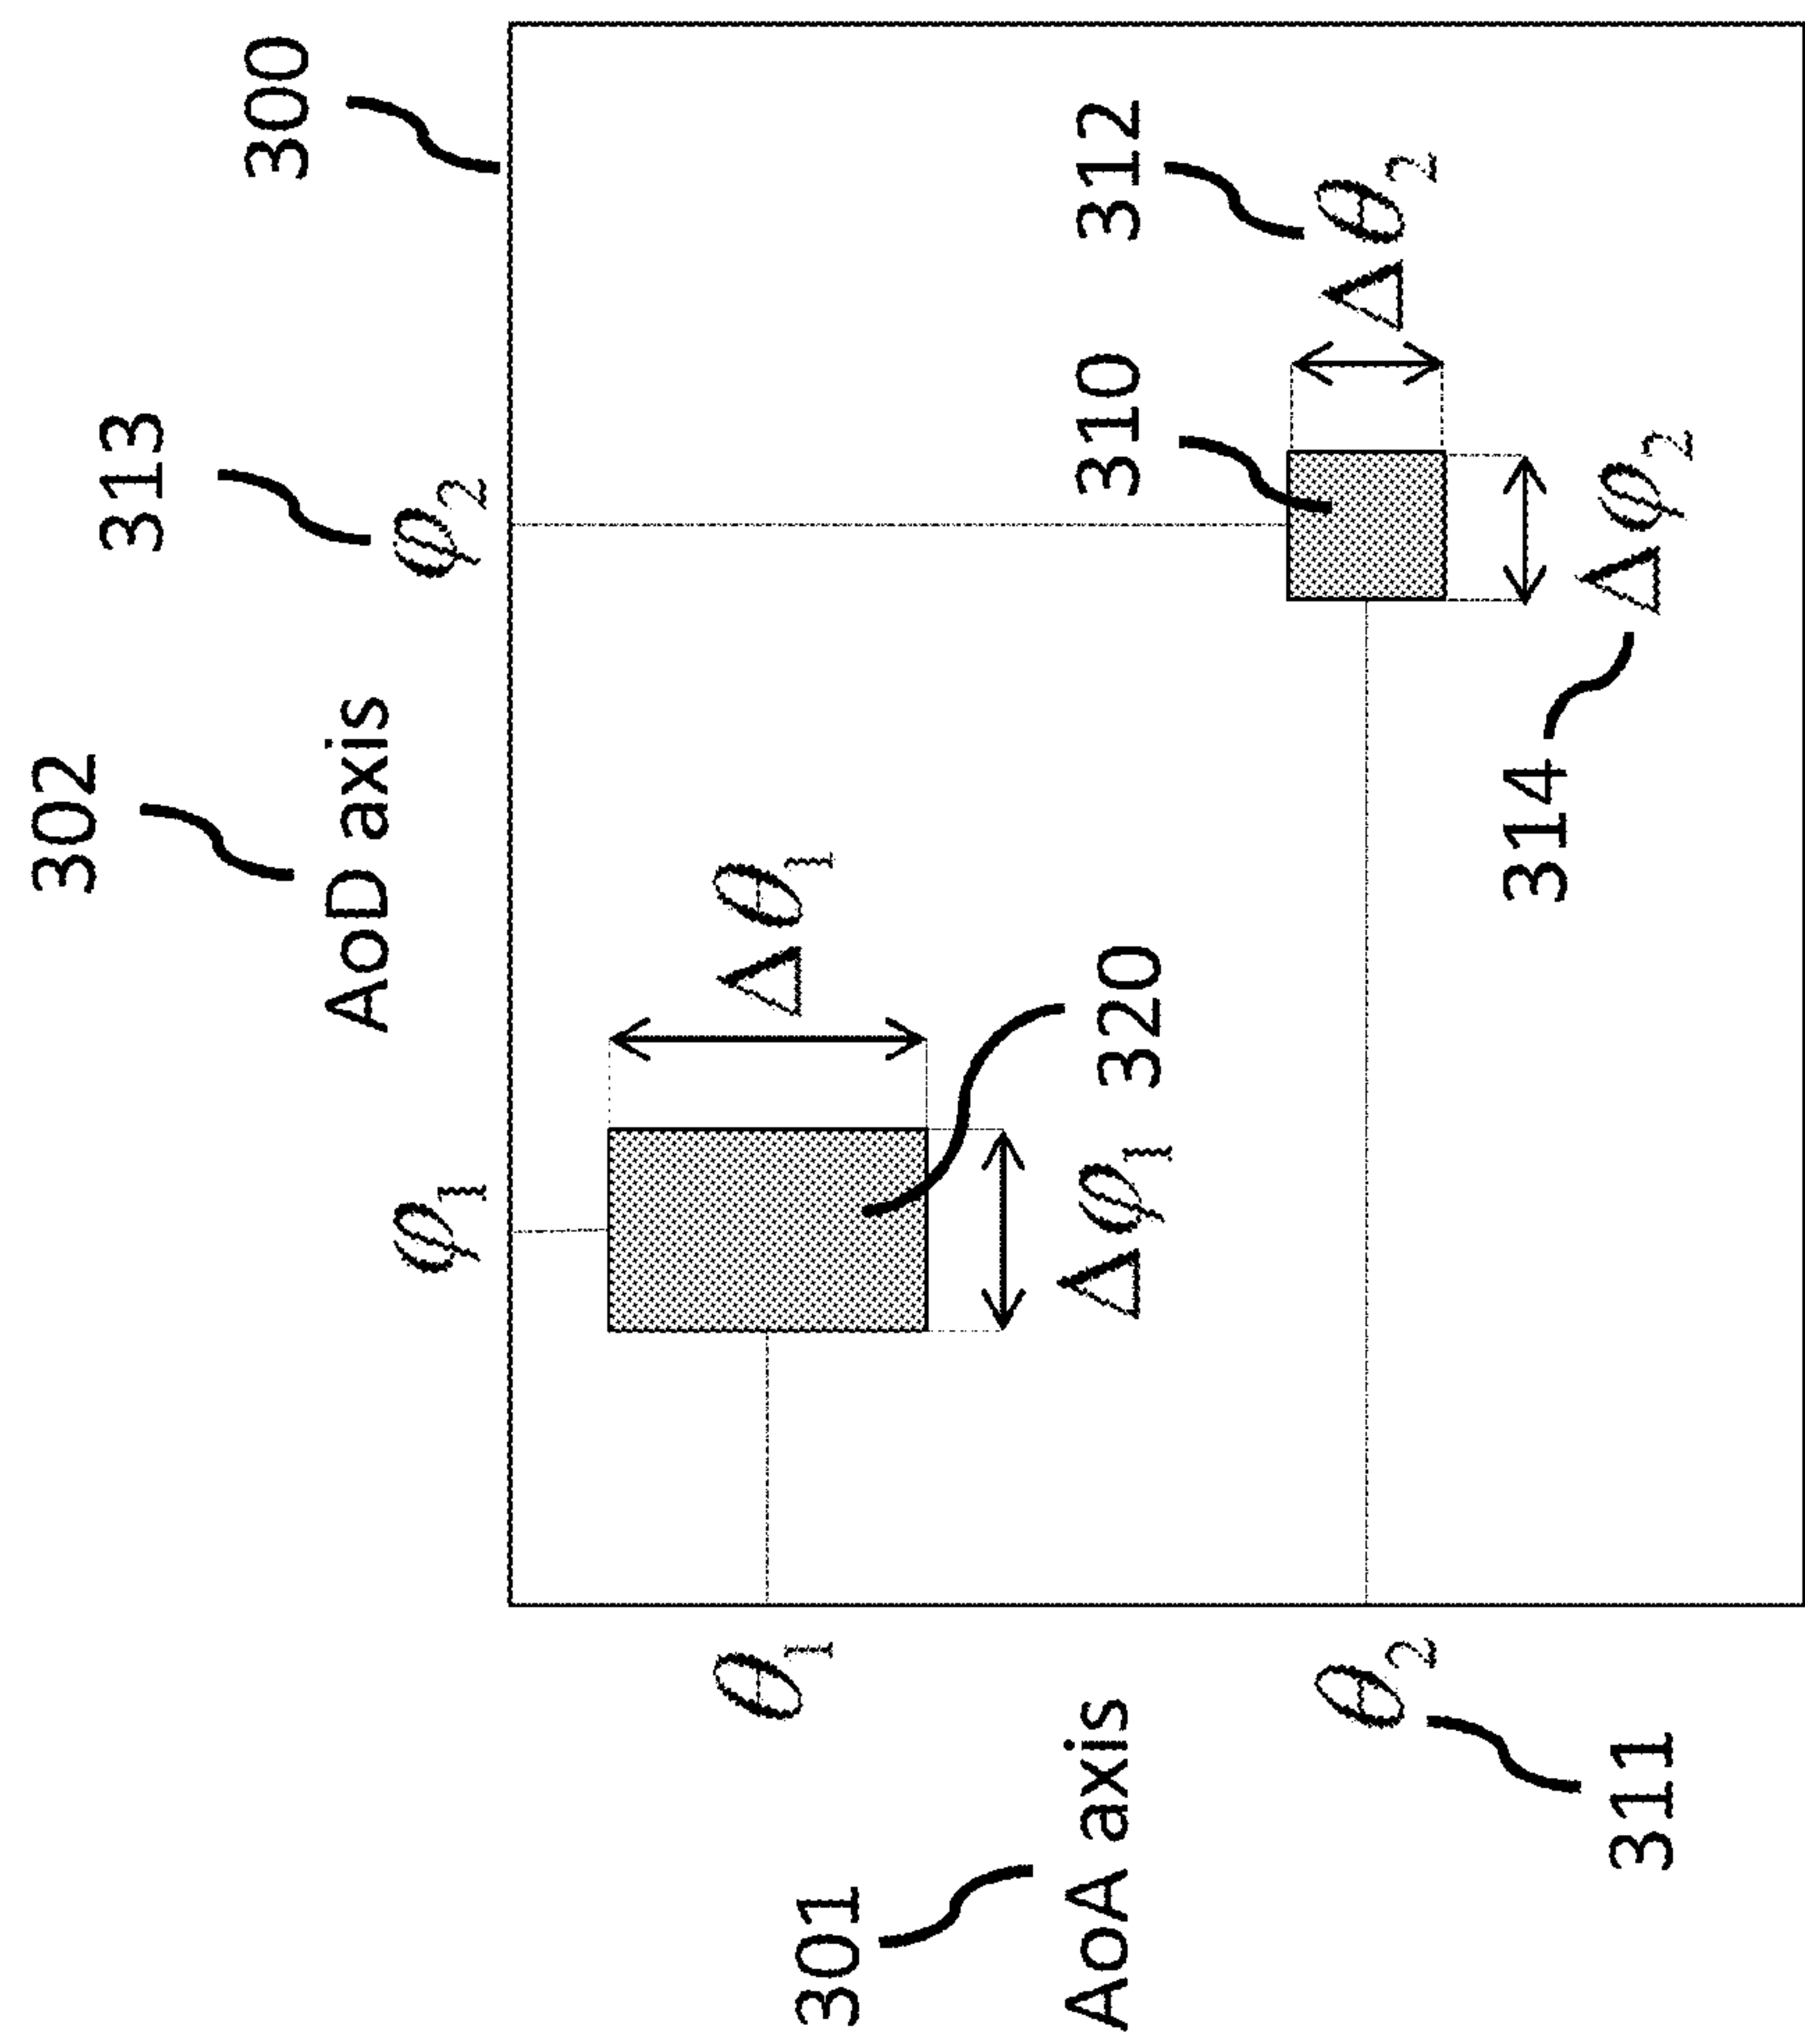 302
313
300
AoD axis
φ₁
φ₂
θ₁
Δθ₁
301
AoA axis
Δφ₁
320
310
312
θ₂
Δθ₂
314
311
Δφ₂